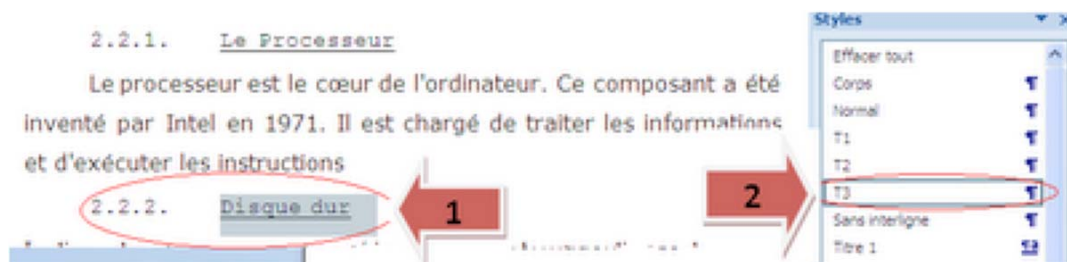 2.2.1. Le Processeur
Le processeur est le cœur de l'ordinateur. Ce composant a été
inventé par Intel en 1971. Il est chargé de traiter les informations
et d'exécuter les instructions
2.2.2. Disque dur
1
2
Styles
Effacer tout
Corps
Normal
T1
T2
T3
Sans interligne
Titre 1